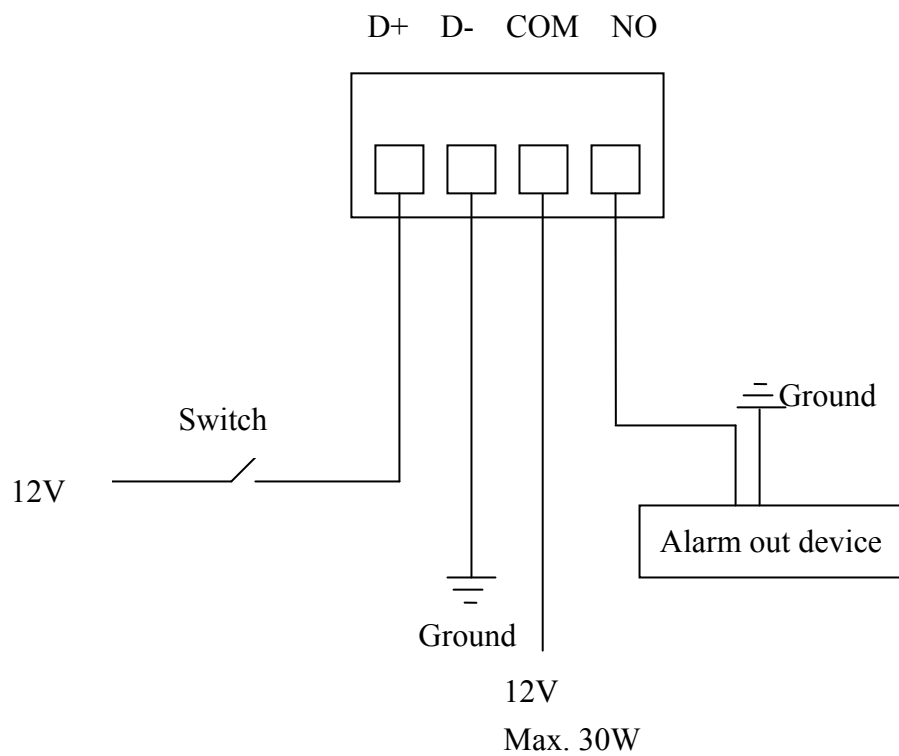 D+ D- COM NO
Ground
Switch
12V
Alarm out device
Ground
12V
Max. 30W